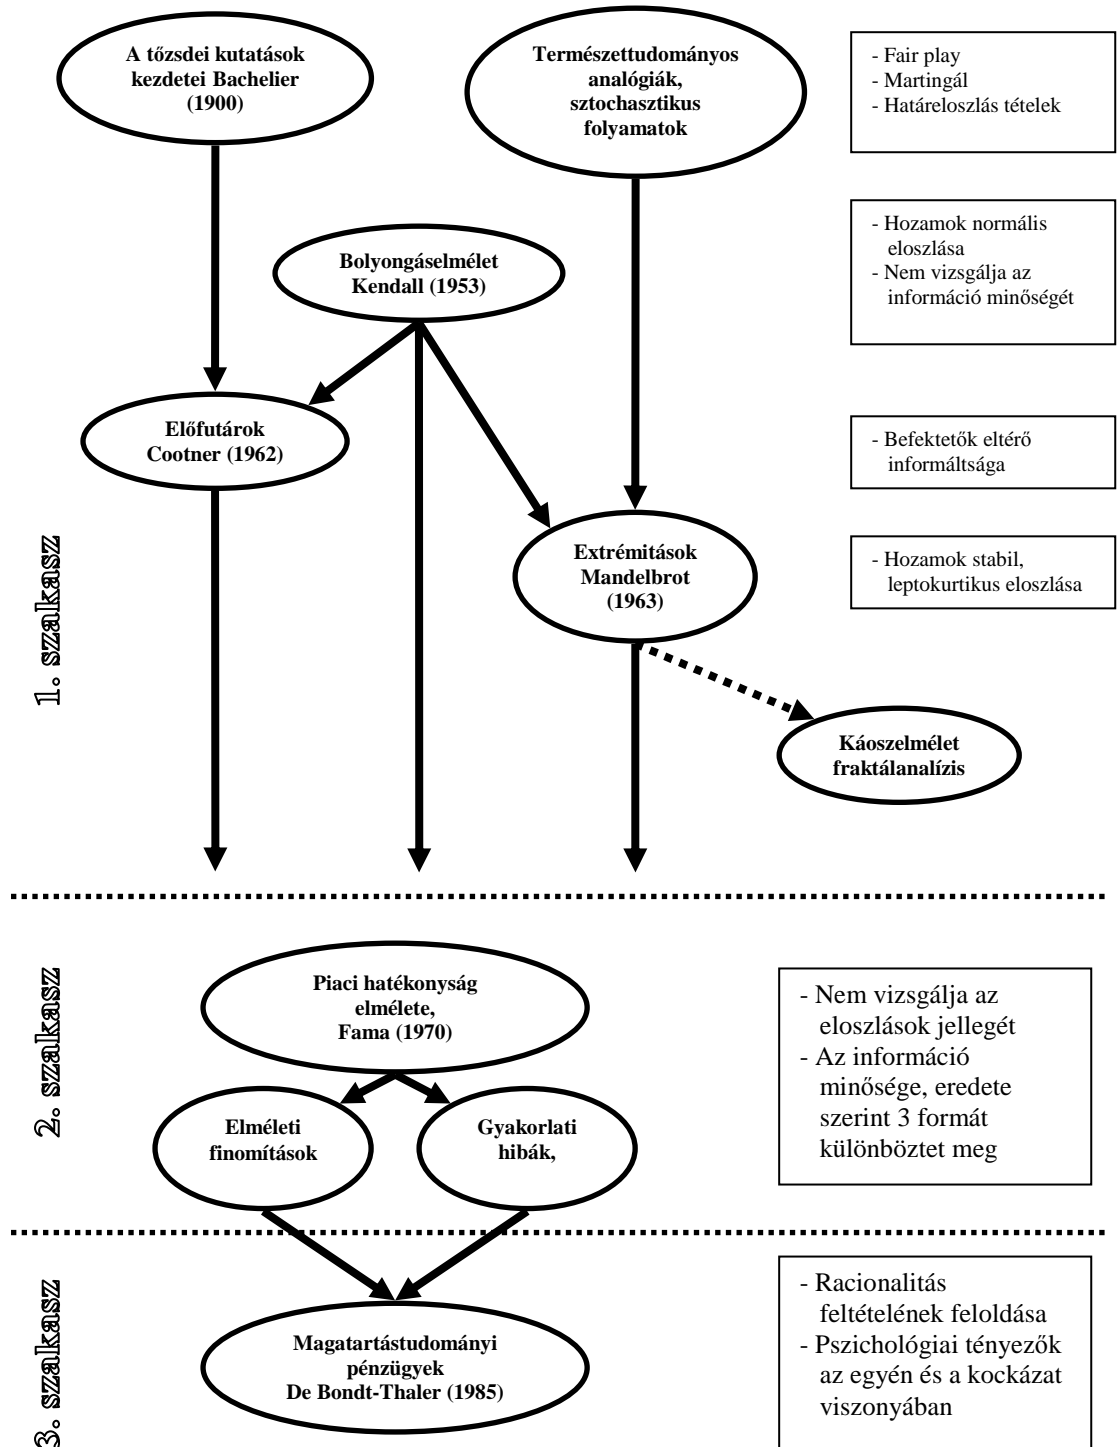 A tőzsdei kutatások
kezdetei Bachelier
(1900)
Természettudományos
analógiák,
sztochasztikus
folyamatok
- Fair play
- Martingál
- Határeloszlás tételek
Bolyongáselmélet
Kendall (1953)
- Hozamok normális
eloszlása
- Nem vizsgálja az
információ minőségét
Előfutárok
Cootner (1962)
- Befektetők eltérő
informáltsága
Extrémitások
Mandelbrot
(1963)
- Hozamok stabil,
leptokurtikus eloszlása
1. szakasz
Káoszelmélet
fraktálanalízis
2. szakasz
Piaci hatékonyság
elmélete,
Fama (1970)
Elméleti
finomítások
Gyakorlati
hibák,
- Nem vizsgálja az
eloszlások jellegét
- Az információ
minősége, eredete
szerint 3 formát
különböztet meg
3. szakasz
Magatartástudományi
pénzügyek
De Bondt-Thaler (1985)
- Racionalitás
feltételének feloldása
- Pszichológiai tényezők
az egyén és a kockázat
viszonyában